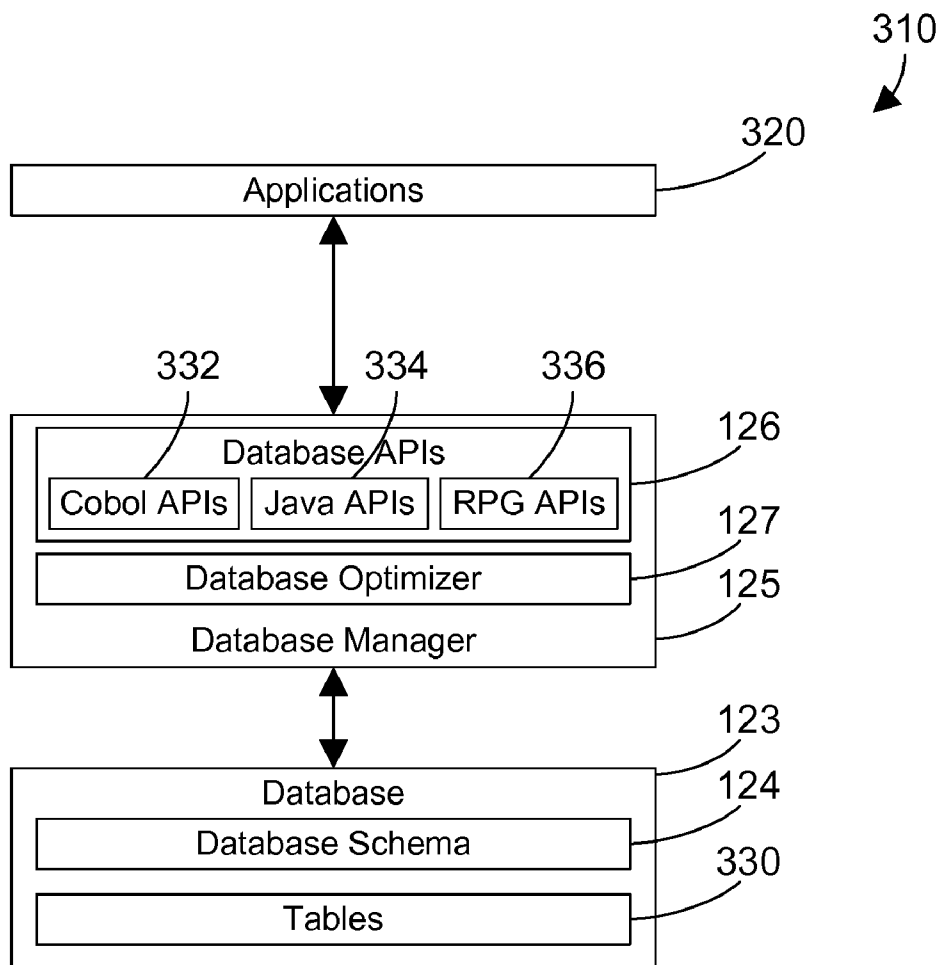 310
320
Applications
332 334 336
Database APIs
126
Cobol APIs Java APIs RPG APIs
127
Database Optimizer
125
Database Manager
123
Database
124
Database Schema
330
Tables